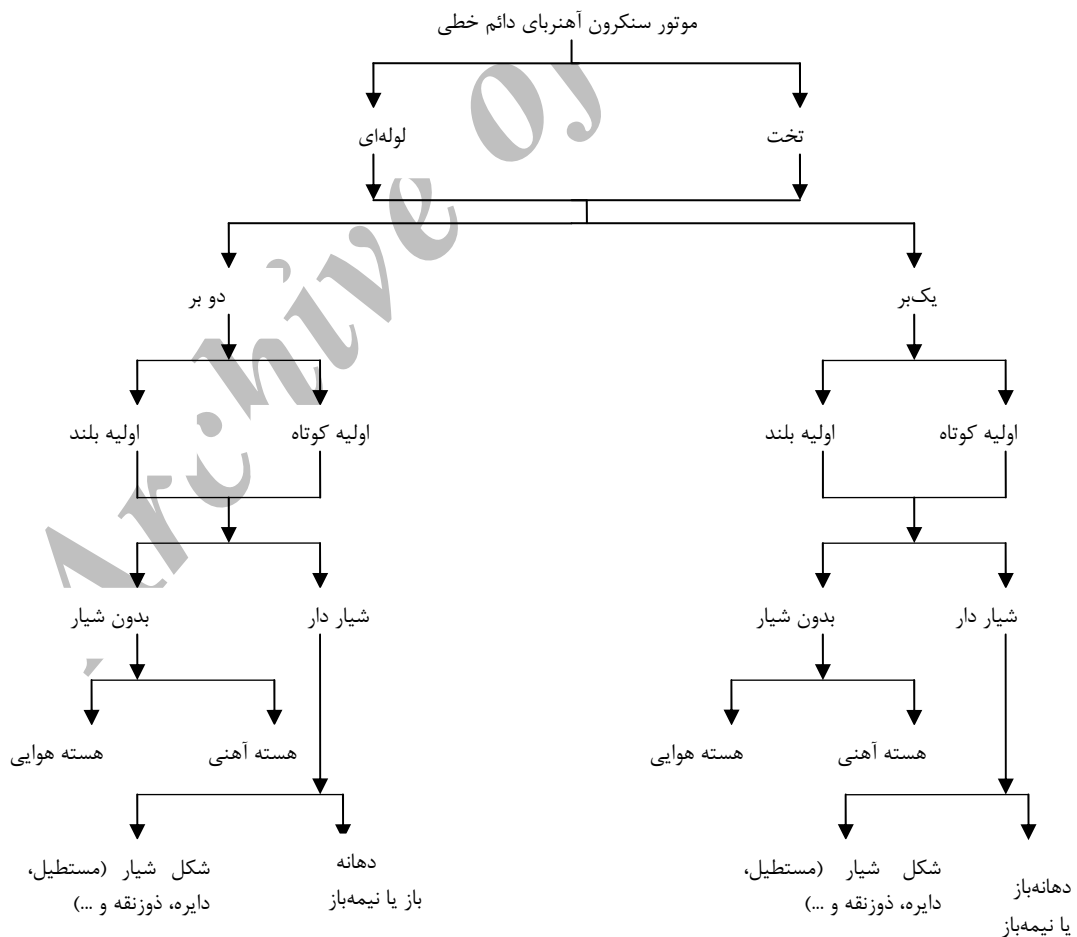 موتور سنکرون آهنربای دائم خطی
تخت
لوله‌ای
یک‌بر
دو بر
اولیه کوتاه
اولیه بلند
اولیه کوتاه
اولیه بلند
شیار دار
بدون شیار
شیار دار
بدون شیار
هسته آهنی
هسته هوایی
هسته آهنی
هسته هوایی
دهانه‌باز
یا نیمه‌باز
شکل شیار (مستطیل،
دایره، ذوزنقه و ...)
دهانه
باز یا نیمه‌باز
شکل شیار (مستطیل،
دایره، ذوزنقه و ...)
Archive of